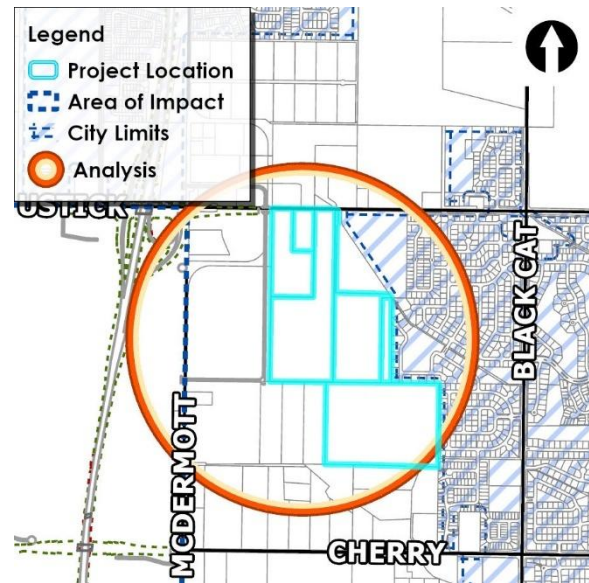 Legend
Project Location
Area of Impact
City Limits
Analysis
USTICK
BLACK CAT
MCDERMOTT
CHERRY